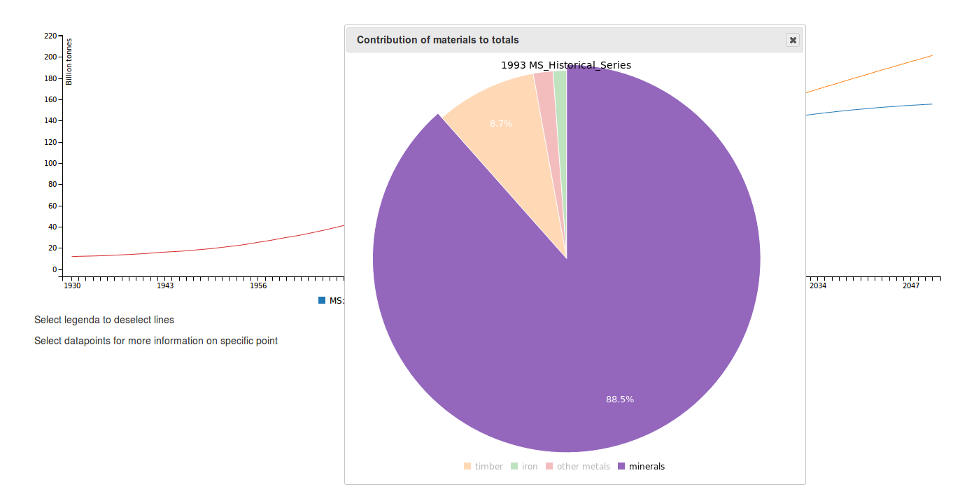 Contribution of materials to totals
1993 MS_Historical_Series
8.7%
88.5%
timber iron other metals minerals
220
200
180
160
140
120
100
80
60
40
20
0
Billion tonnes
1930 1943 1956 2034 2047
MS:
Select legenda to deselect lines
Select datapoints for more information on specific point